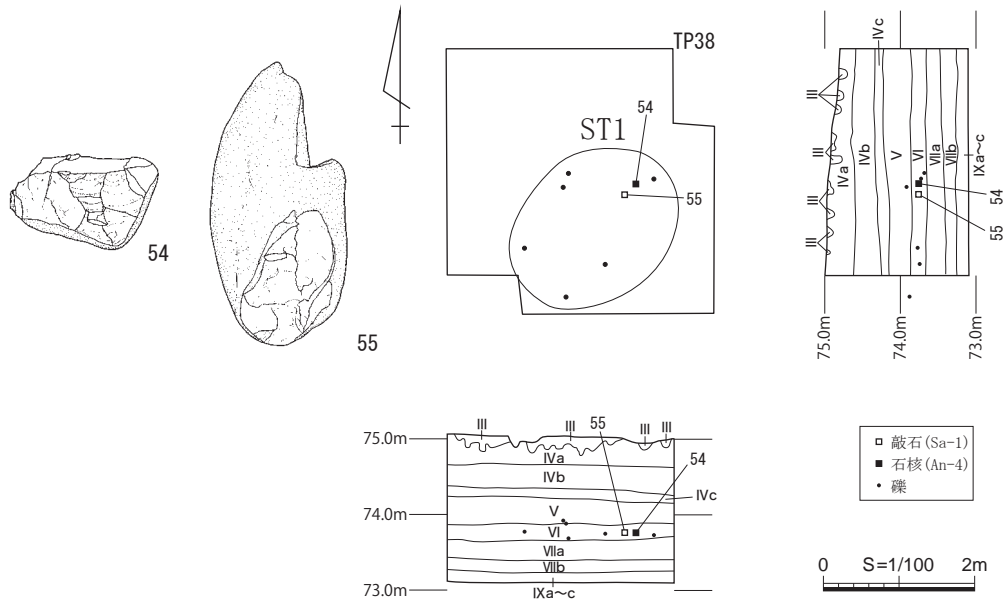 54
55
TP38
ST1
54
55
III
III
III
III
IVa
IVb
IVc
V
VI
VIIa
VIIb
IXa~c
54
55
75.0m
74.0m
73.0m
III
III
55
III
III
54
75.0m
IVa
IVb
IVc
V
74.0m
VI
VIIa
VIIb
73.0m
IXa~c
□ 敲石(Sa-1)
■ 石核(An-4)
• 礫
0 S=1/100 2m